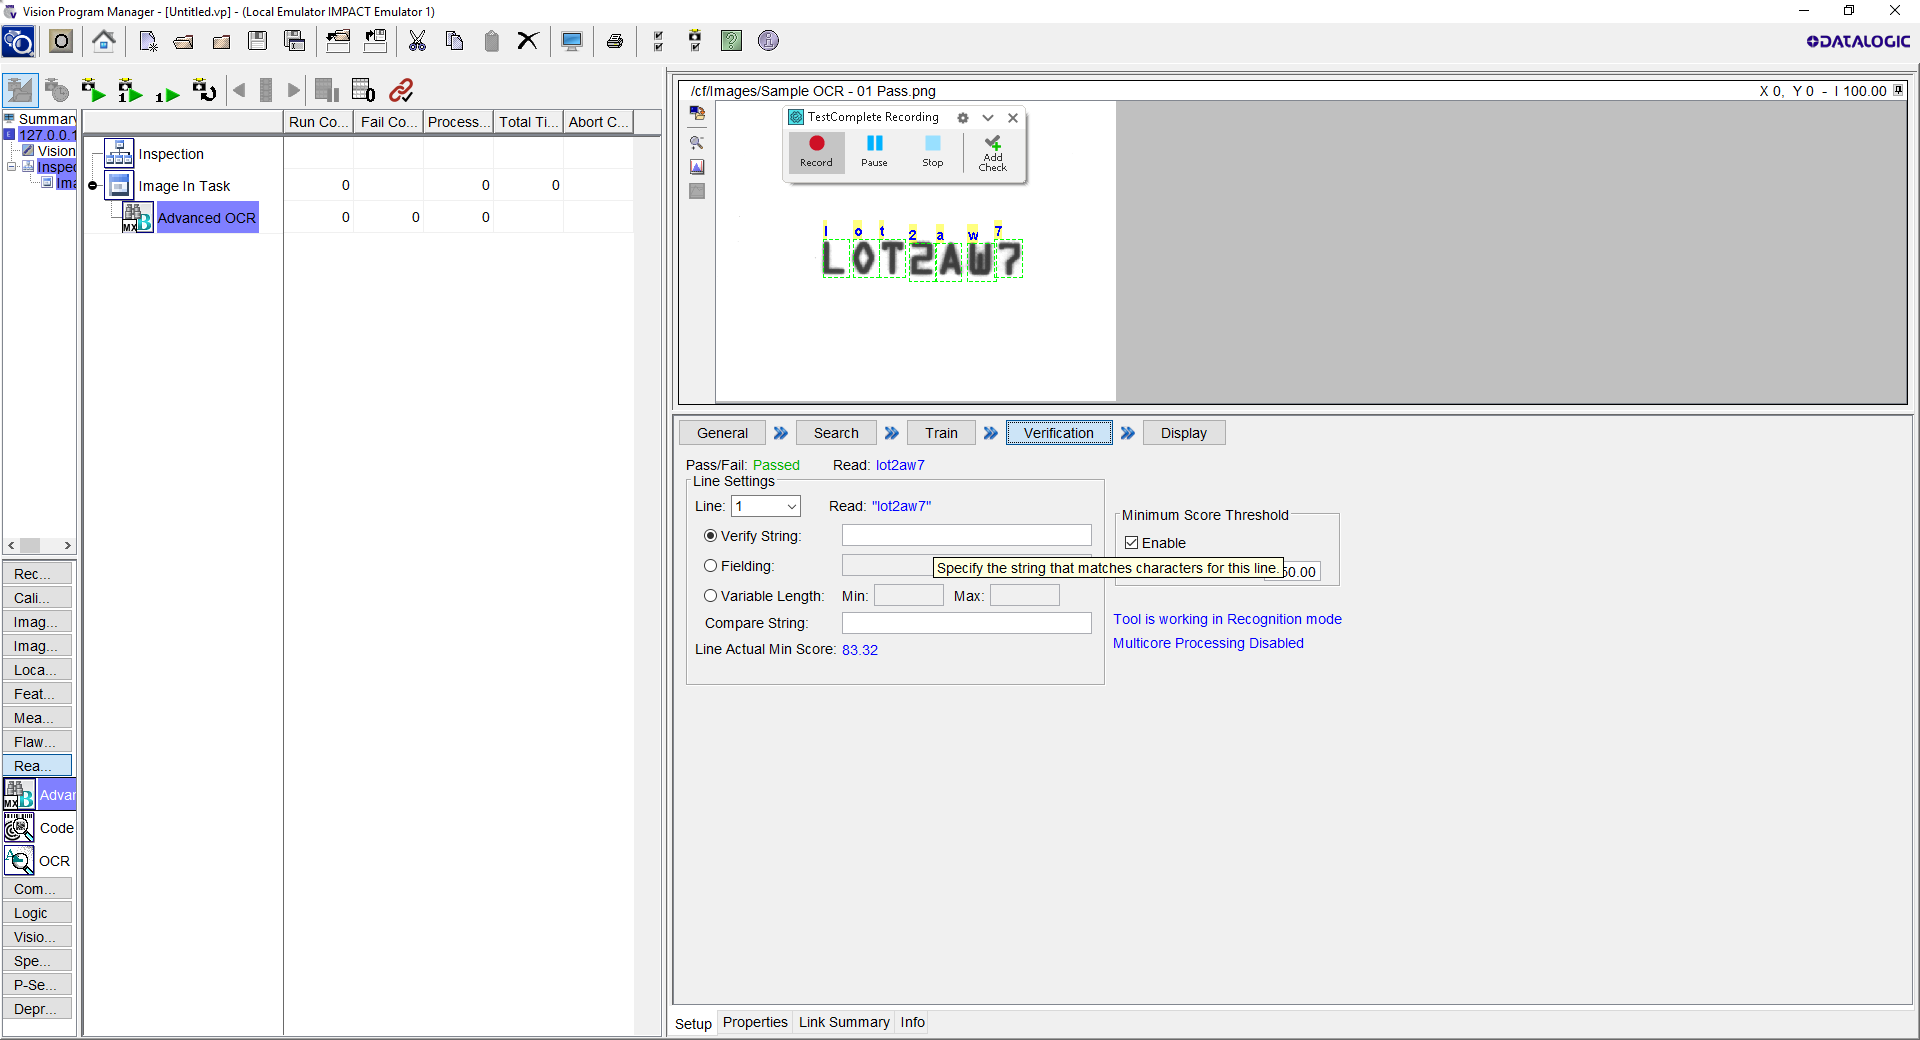 Vision Program Manager - [Untitled.vp] - (Local Emulator IMPACT Emulator 1)
DATALOGIC
Summary
127.0.0.1
Vision
Inspec
Ima
Run Co... Fail Co... Process... Total Ti... Abort C...
Inspection
Image In Task 0 0 0
Advanced OCR 0 0 0
MX B
/cf/Images/Sample OCR - 01 Pass.png
X 0, Y 0 - I 100.00
TestComplete Recording
Record Pause Stop Add Check
l o t 2 a w 7
LOT2AW7
General Search Train Verification Display
Pass/Fail: Passed Read: lot2aw7
Line Settings
Line: 1 Read: "lot2aw7"
Verify String:
Fielding:
Specify the string that matches characters for this line.
Variable Length: Min: Max:
Compare String:
Line Actual Min Score: 83.32
Minimum Score Threshold
Enable
50.00
Tool is working in Recognition mode
Multicore Processing Disabled
Rec...
Cali...
Imag...
Imag...
Loca...
Feat...
Mea...
Flaw...
Rea...
MX B Advan
Code
OCR
Com...
Logic
Visio...
Spe...
P-Se...
Depr...
Setup Properties Link Summary Info